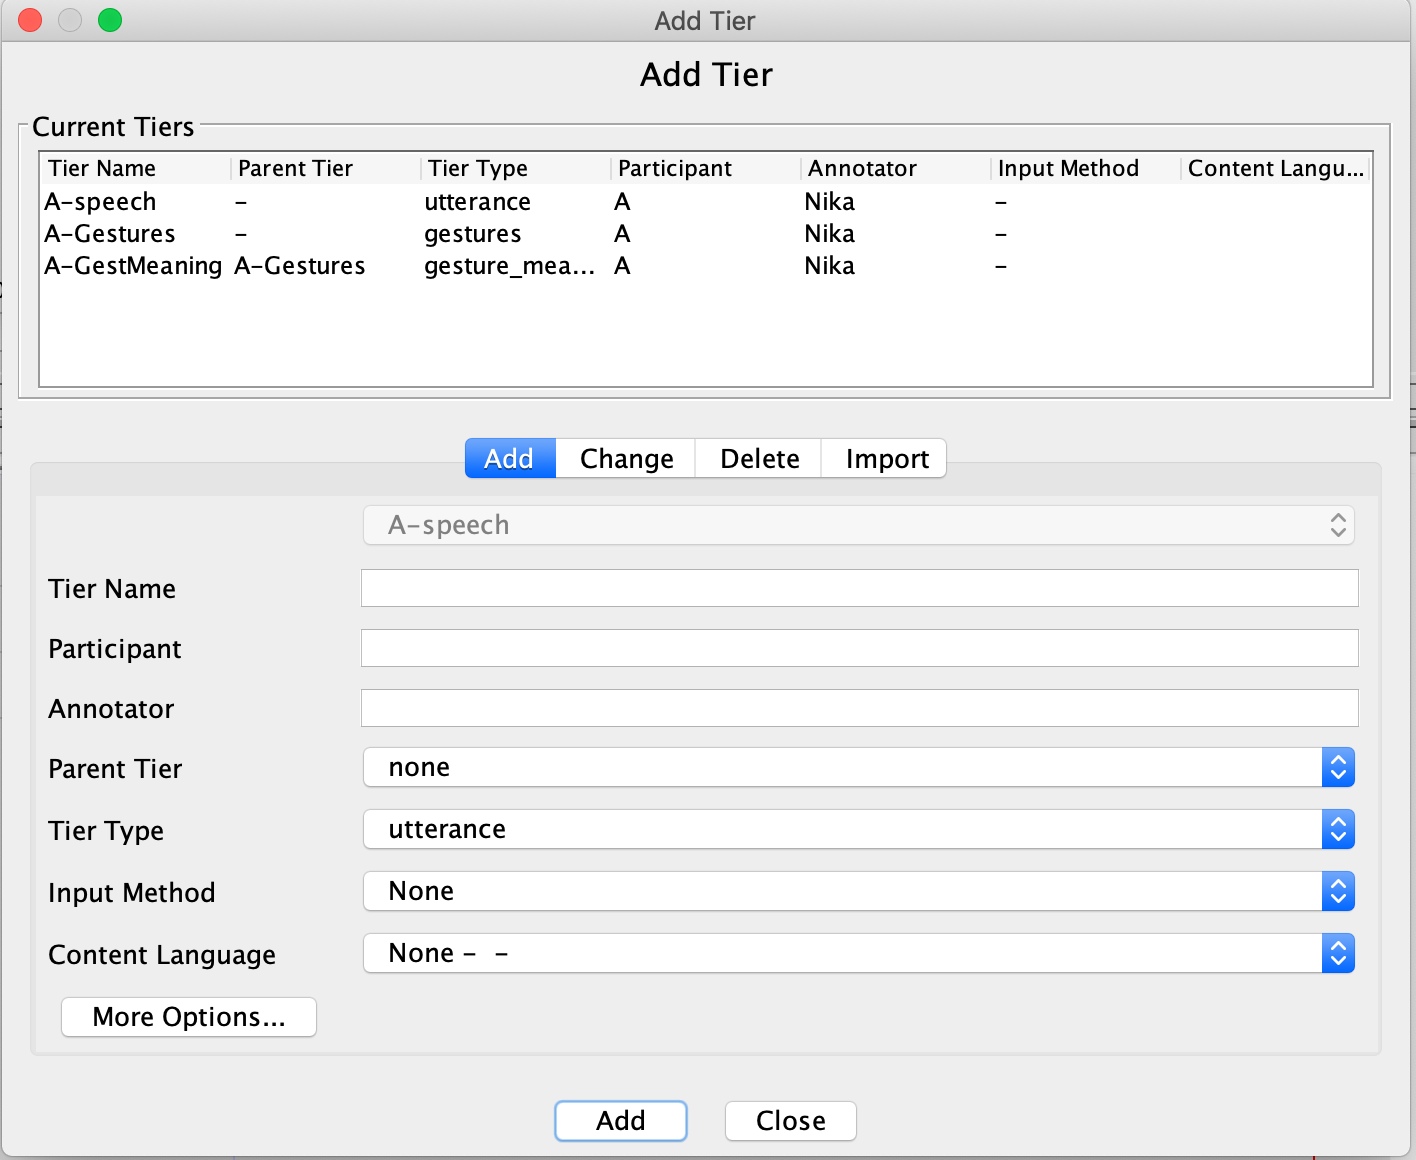 Add Tier
Add Tier
Current Tiers
Tier Name Parent Tier Tier Type Participant Annotator Input Method Content Langu...
A-speech - utterance A Nika -
A-Gestures - gestures A Nika -
A-GestMeaning A-Gestures gesture_mea... A Nika -
Add Change Delete Import
A-speech
Tier Name
Participant
Annotator
Parent Tier none
Tier Type utterance
Input Method None
Content Language None - -
More Options...
Add Close